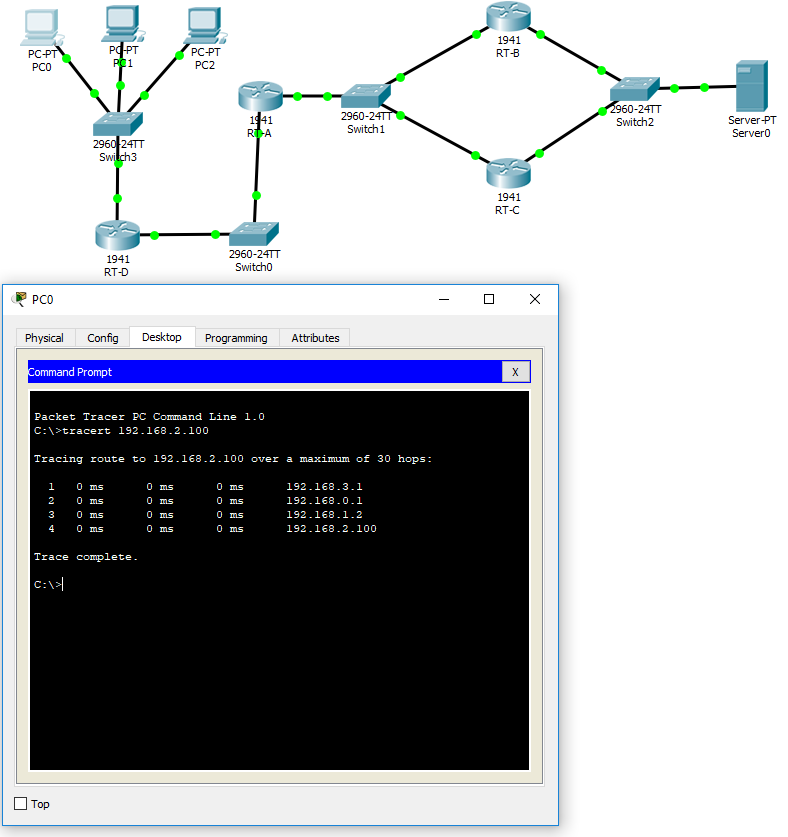 PC-PT
PC0
PC-PT
PC1
PC-PT
PC2
2960-24TT
Switch3
1941
RT-D
2960-24TT
Switch0
1941
RT-A
2960-24TT
Switch1
1941
RT-B
1941
RT-C
2960-24TT
Switch2
Server-PT
Server0
PC0
Physical Config Desktop Programming Attributes
Command Prompt X
Packet Tracer PC Command Line 1.0
C:\>tracert 192.168.2.100
Tracing route to 192.168.2.100 over a maximum of 30 hops:
1 0 ms 0 ms 0 ms 192.168.3.1
2 0 ms 0 ms 0 ms 192.168.0.1
3 0 ms 0 ms 0 ms 192.168.1.2
4 0 ms 0 ms 0 ms 192.168.2.100
Trace complete.
C:\>
Top